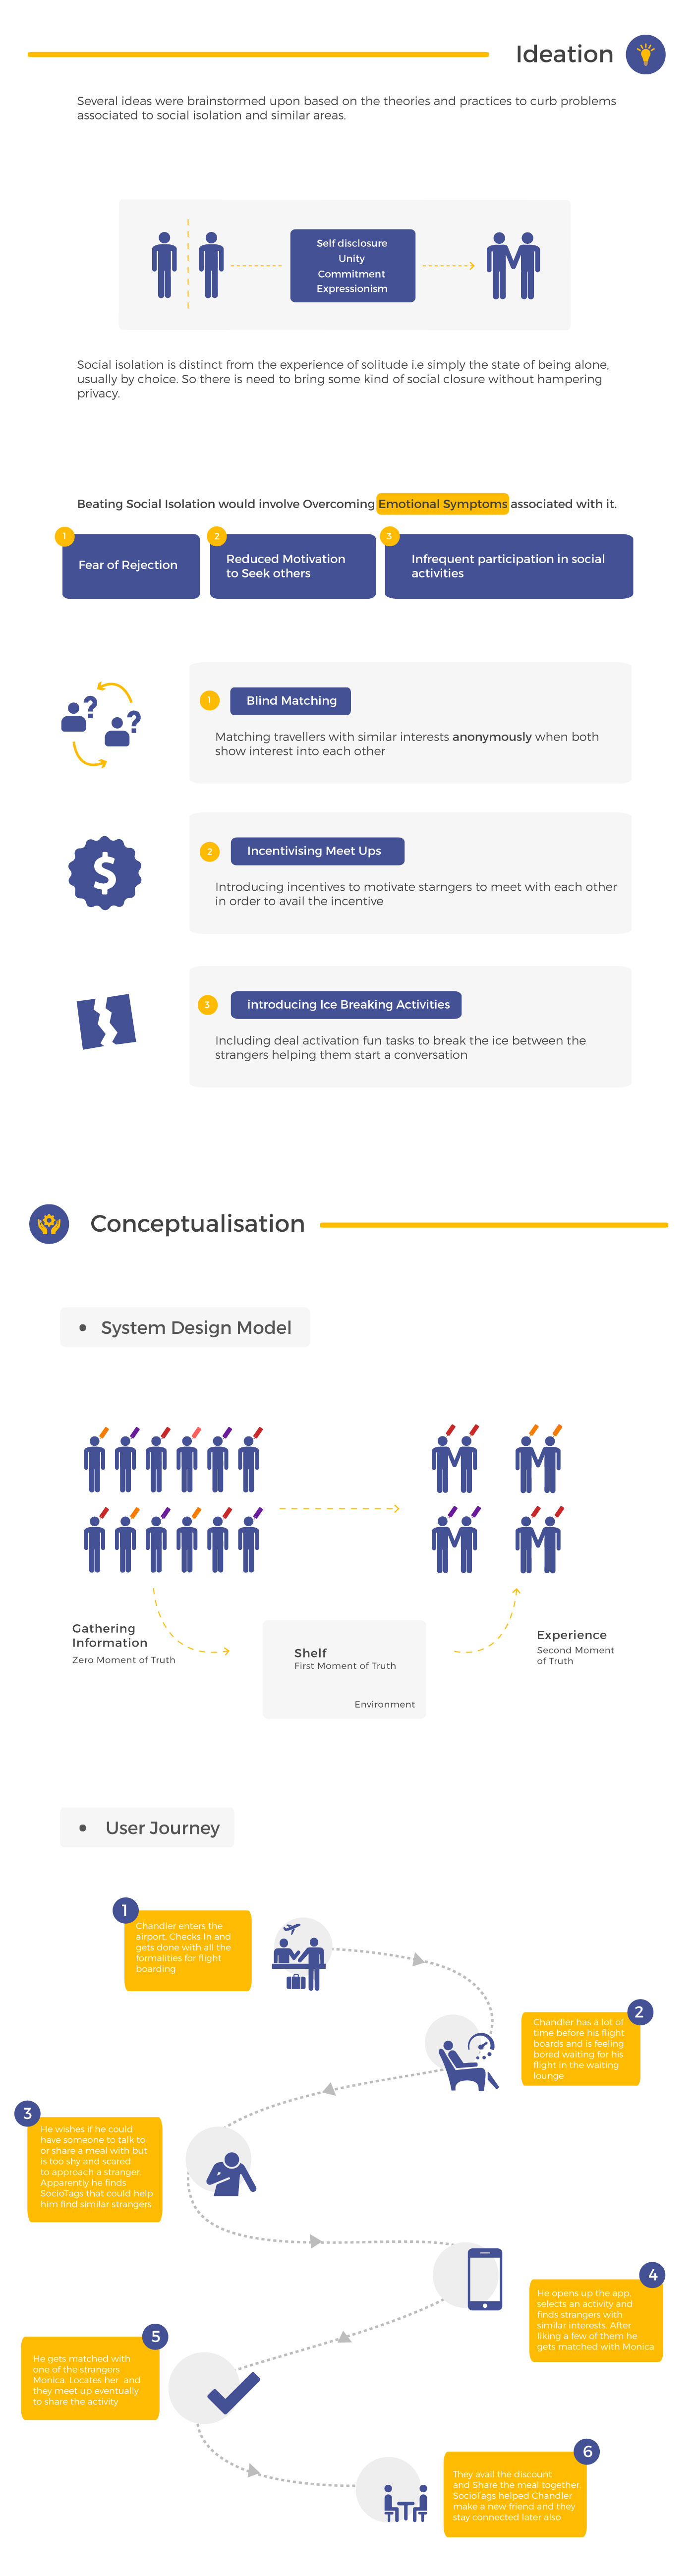 Ideation
Several ideas were brainstormed upon based on the theories and practices to curb problems
associated to social isolation and similar areas.
Self disclosure
Unity
Commitment
Expressionism
Social isolation is distinct from the experience of solitude i.e simply the state of being alone,
usually by choice. So there is need to bring some kind of social closure without hampering
privacy.
Beating Social Isolation would involve Overcoming Emotional Symptoms associated with it.
1
Fear of Rejection
2
Reduced Motivation
to Seek others
3
Infrequent participation in social
activities
1
Blind Matching
Matching travellers with similar interests anonymously when both
show interest into each other
2
Incentivising Meet Ups
Introducing incentives to motivate starngers to meet with each other
in order to avail the incentive
3
introducing Ice Breaking Activities
Including deal activation fun tasks to break the ice between the
strangers helping them start a conversation
Conceptualisation
• System Design Model
Gathering
Information
Zero Moment of Truth
Shelf
First Moment of Truth
Environment
Experience
Second Moment
of Truth
• User Journey
1
Chandler enters the
airport, Checks In and
gets done with all the
formalities for flight
boarding
2
Chandler has a lot of
time before his flight
boards and is feeling
bored waiting for his
flight in the waiting
lounge
3
He wishes if he could
have someone to talk to
or share a meal with but
is too shy and scared
to approach a stranger.
Apparently he finds
SocioTags that could help
him find similar strangers
4
He opens up the app,
selects an activity and
finds strangers with
similar interests. After
liking a few of them he
gets matched with Monica
5
He gets matched with
one of the strangers
Monica. Locates her and
they meet up eventually
to share the activity
6
They avail the discount
and Share the meal together.
SocioTags helped Chandler
make a new friend and they
stay connected later also